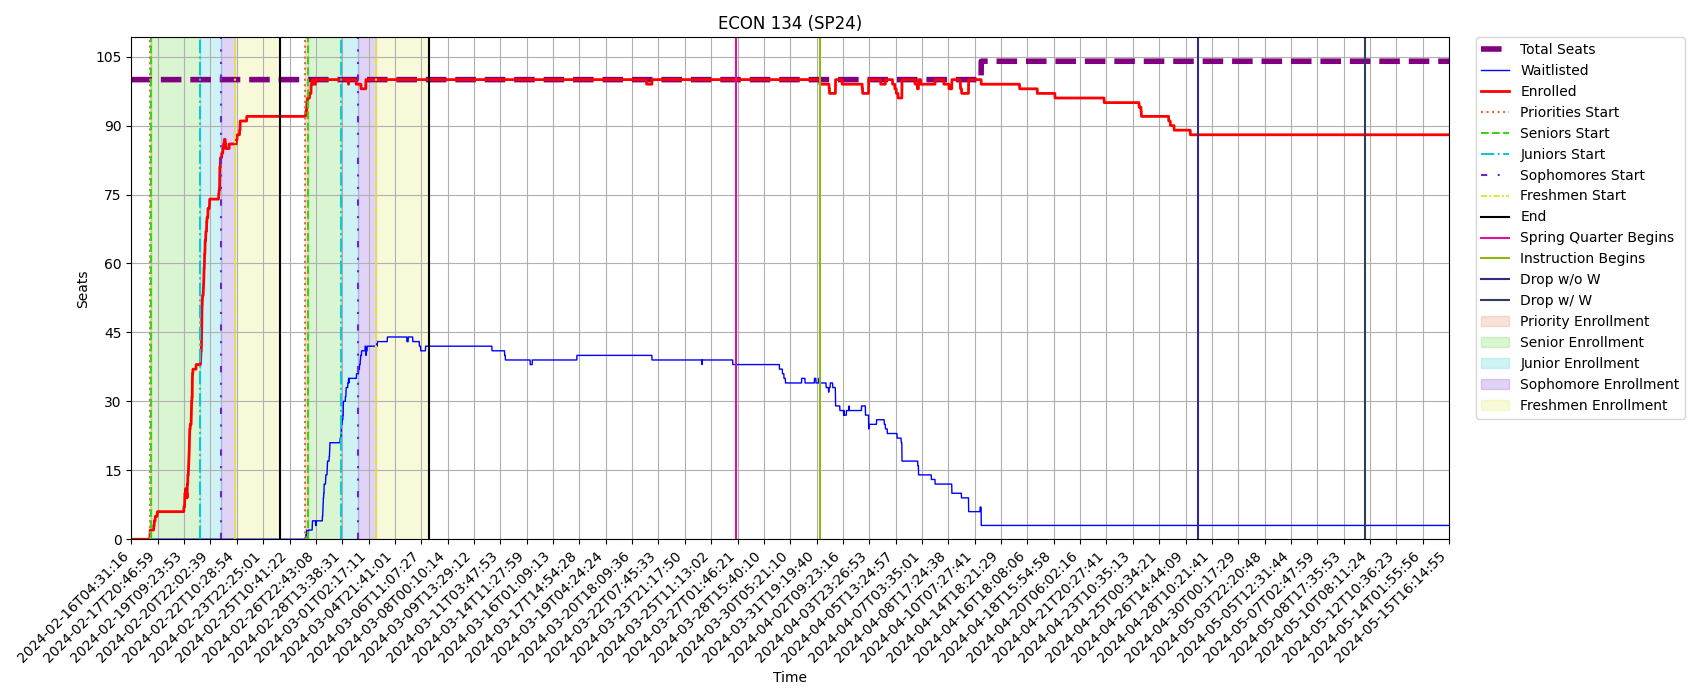 ECON 134 (SP24)
Seats
105
90
75
60
45
30
15
0
2024-02-16T04:31:16
2024-02-17T20:46:59
2024-02-19T09:23:53
2024-02-20T22:02:39
2024-02-22T10:28:54
2024-02-23T22:25:01
2024-02-25T10:41:22
2024-02-26T22:43:08
2024-02-28T13:38:31
2024-03-01T02:17:11
2024-03-04T21:41:01
2024-03-06T11:07:27
2024-03-08T00:10:14
2024-03-09T13:29:12
2024-03-13T03:47:53
2024-03-14T11:27:59
2024-03-16T01:09:13
2024-03-17T14:54:28
2024-03-19T04:24:24
2024-03-20T18:09:36
2024-03-22T07:45:33
2024-03-23T21:17:50
2024-03-25T11:13:02
2024-03-27T01:46:21
2024-03-28T15:40:10
2024-03-30T05:21:10
2024-03-31T19:19:40
2024-04-02T09:23:16
2024-04-03T23:26:53
2024-04-05T13:24:57
2024-04-07T03:35:01
2024-04-08T17:24:38
2024-04-10T07:27:41
2024-04-14T18:21:29
2024-04-16T18:08:06
2024-04-18T15:54:58
2024-04-20T06:02:16
2024-04-21T20:27:41
2024-04-23T10:35:13
2024-04-25T00:34:21
2024-04-26T14:44:09
2024-04-28T10:21:41
2024-04-30T00:17:29
2024-05-03T22:20:48
2024-05-05T12:31:44
2024-05-07T02:47:59
2024-05-08T17:35:53
2024-05-10T08:11:24
2024-05-12T10:36:23
2024-05-14T01:55:56
2024-05-15T16:14:55
Time
Total Seats
Waitlisted
Enrolled
Priorities Start
Seniors Start
Juniors Start
Sophomores Start
Freshmen Start
End
Spring Quarter Begins
Instruction Begins
Drop w/o W
Drop w/ W
Priority Enrollment
Senior Enrollment
Junior Enrollment
Sophomore Enrollment
Freshmen Enrollment